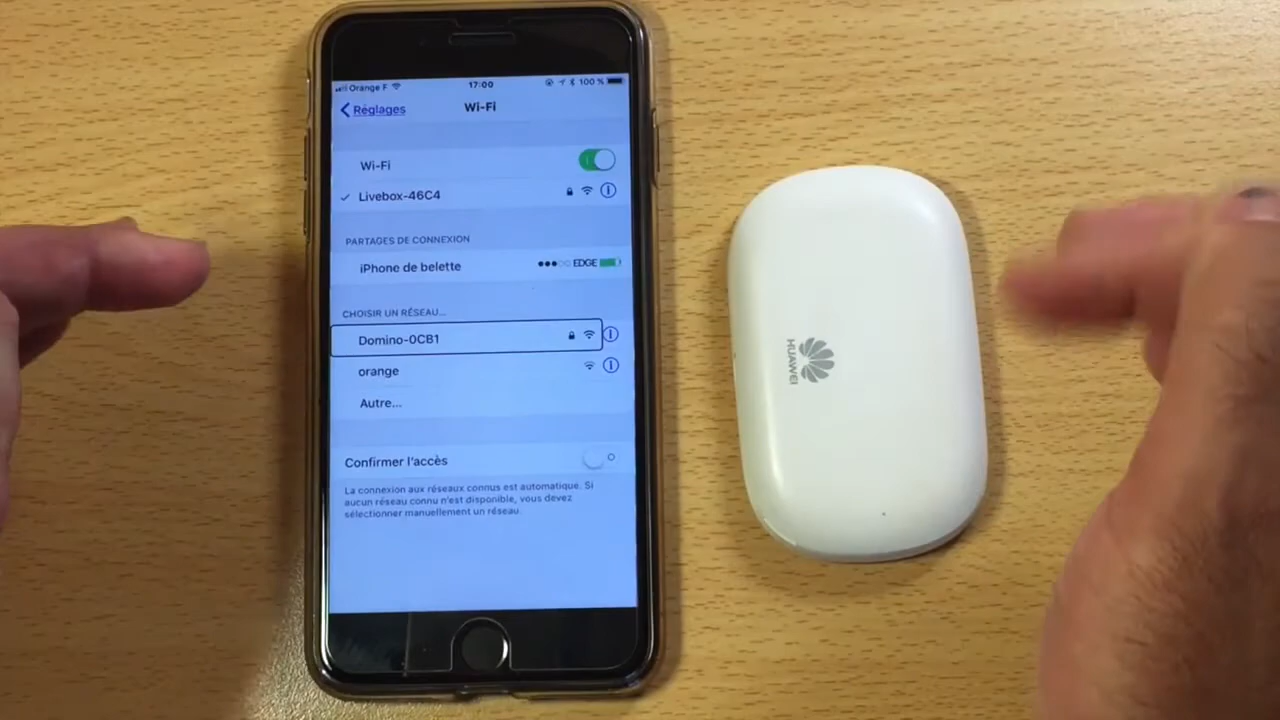 Orange F 17:00 100 %
Réglages Wi-Fi
Wi-Fi
Livebox-46C4
PARTAGES DE CONNEXION
iPhone de belette EDGE
CHOISIR UN RÉSEAU...
Domino-0CB1
orange
Autre...
Confirmer l'accès
La connexion aux réseaux connus est automatique. Si
aucun réseau connu n'est disponible, vous devez
sélectionner manuellement un réseau.
HUAWEI